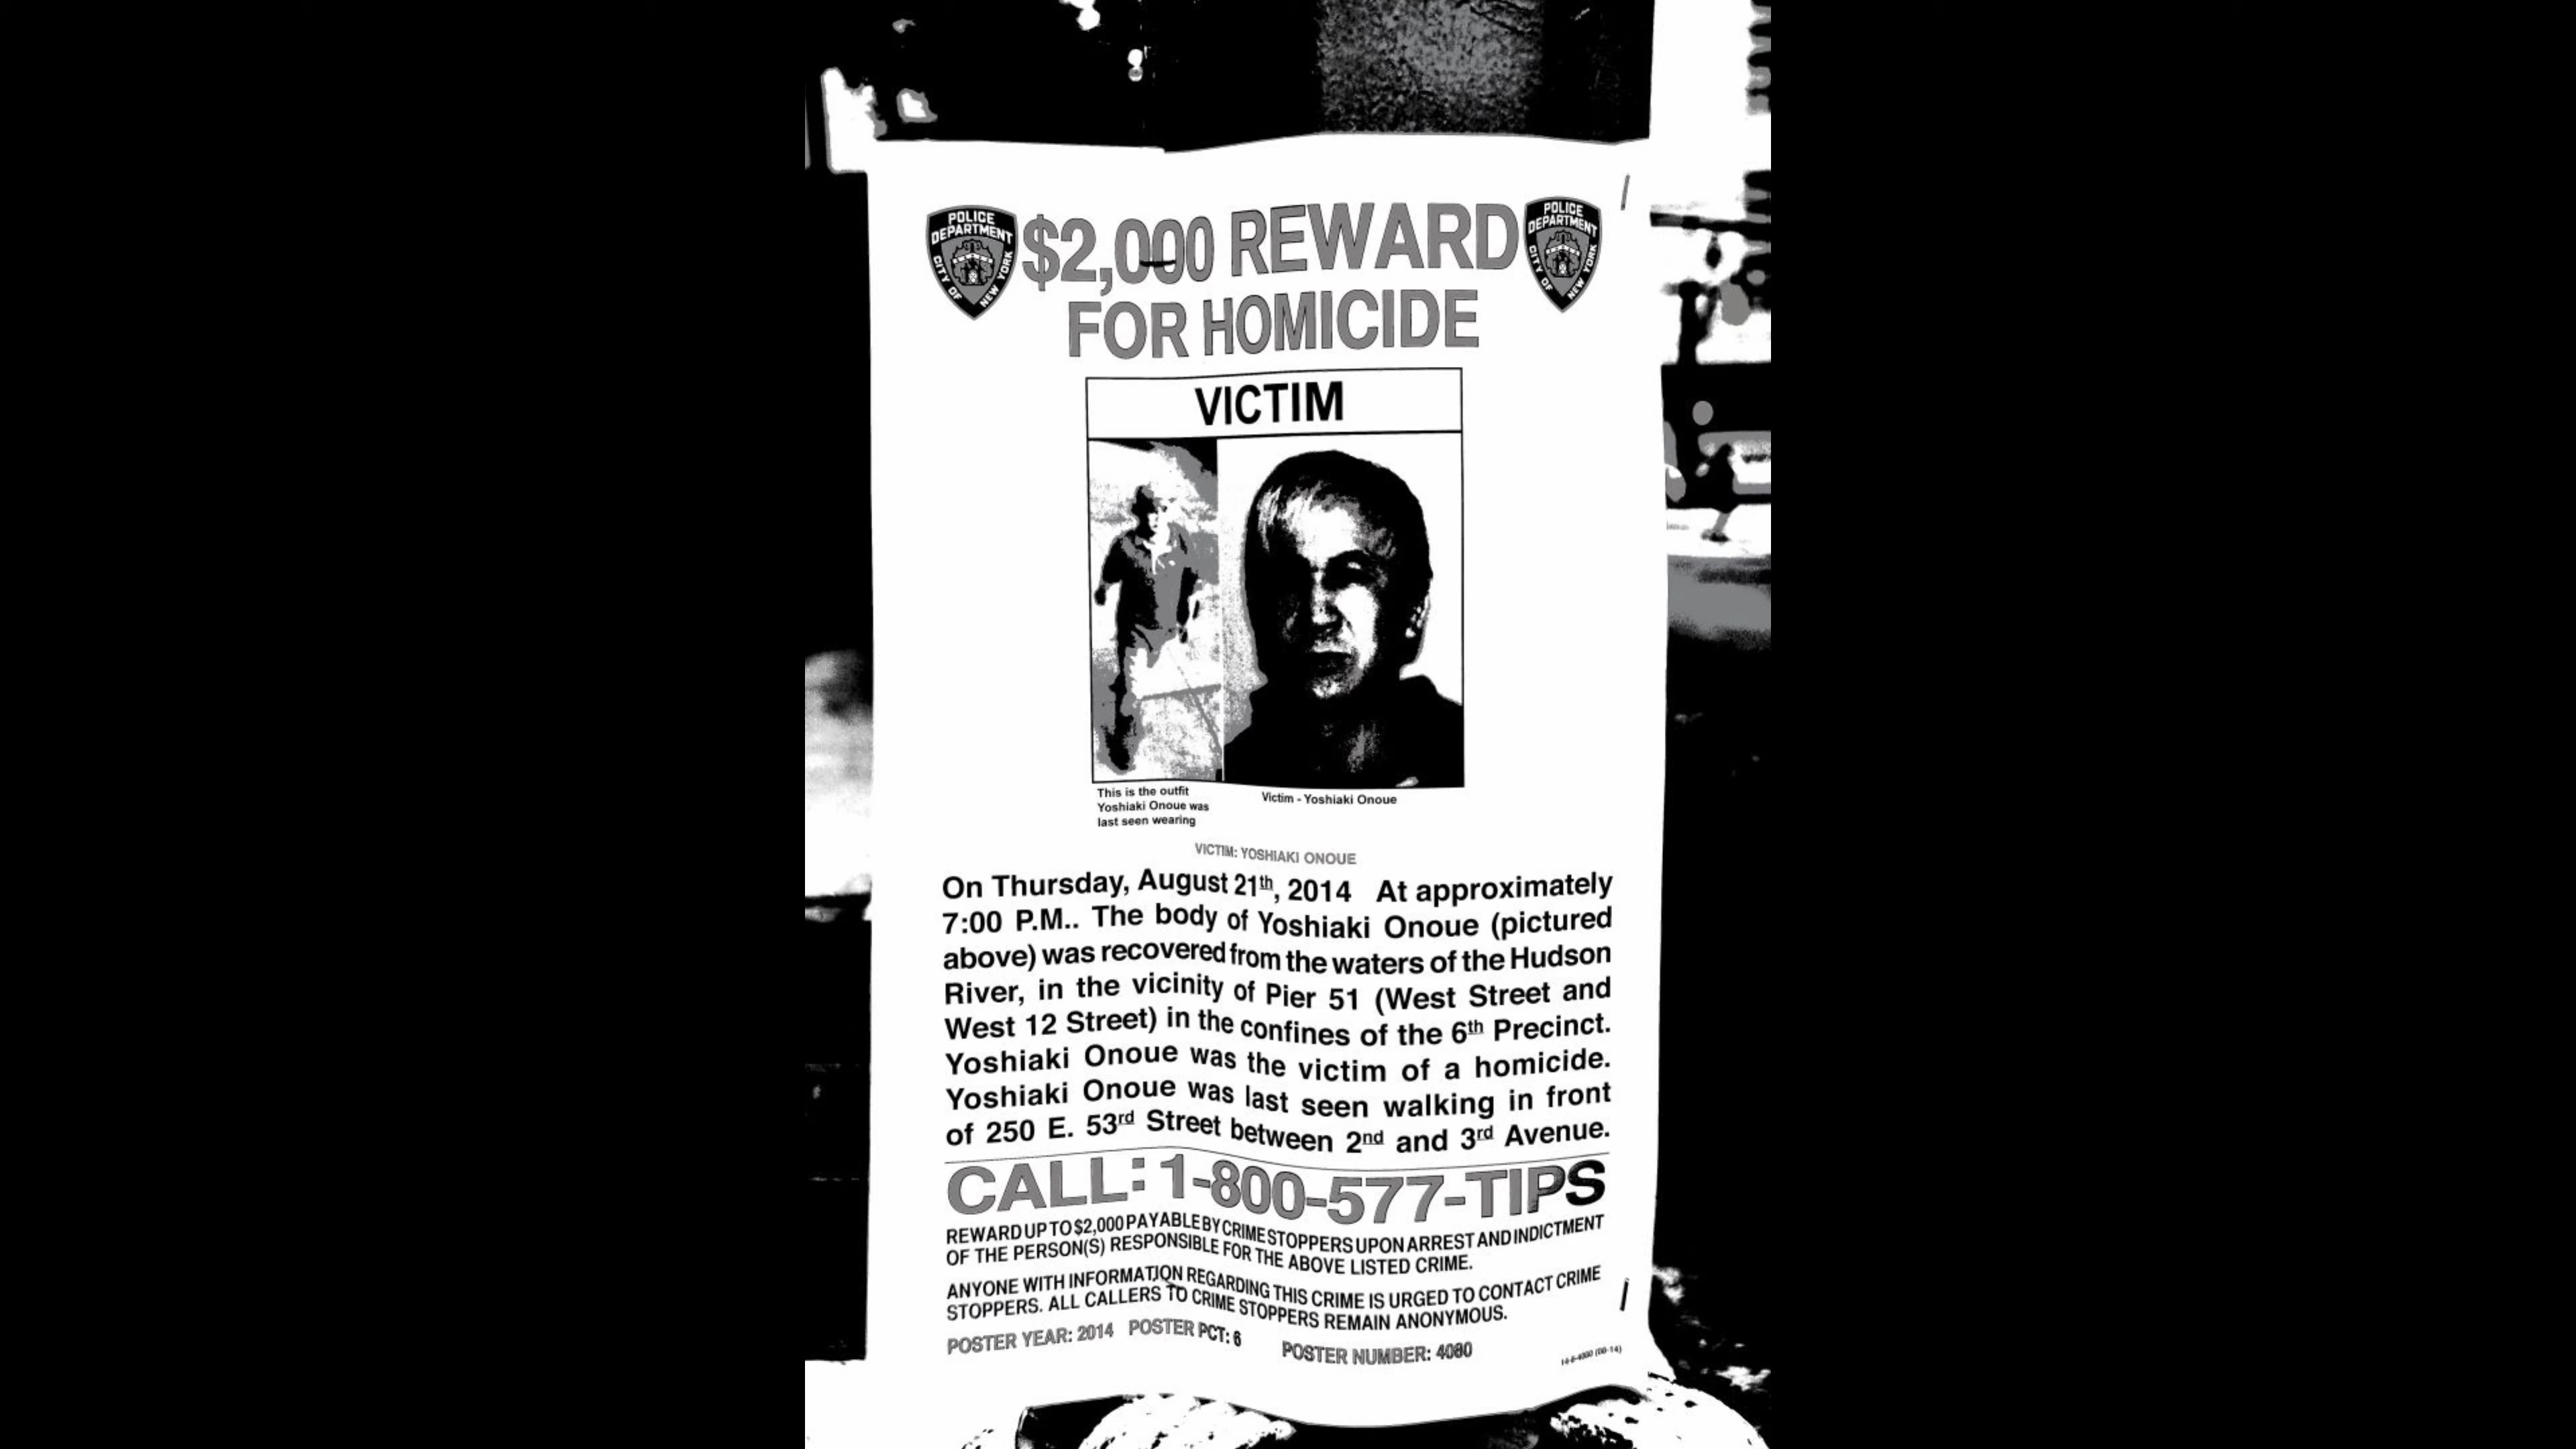 POLICE
DEPARTMENT
CITY OF NEW YORK
$2,000 REWARD
POLICE
DEPARTMENT
CITY OF NEW YORK
FOR HOMICIDE
VICTIM
This is the outfit
Yoshiaki Onoue was
last seen wearing
Victim - Yoshiaki Onoue
VICTIM: YOSHIAKI ONOUE
On Thursday, August 21th, 2014 At approximately
7:00 P.M.. The body of Yoshiaki Onoue (pictured
above) was recovered from the waters of the Hudson
River, in the vicinity of Pier 51 (West Street and
West 12 Street) in the confines of the 6th Precinct.
Yoshiaki Onoue was the victim of a homicide.
Yoshiaki Onoue was last seen walking in front
of 250 E. 53rd Street between 2nd and 3rd Avenue.
CALL: 1-800-577-TIPS
REWARD UP TO $2,000 PAYABLE BY CRIME STOPPERS UPON ARREST AND INDICTMENT
OF THE PERSON(S) RESPONSIBLE FOR THE ABOVE LISTED CRIME.
ANYONE WITH INFORMATION REGARDING THIS CRIME IS URGED TO CONTACT CRIME
STOPPERS. ALL CALLERS TO CRIME STOPPERS REMAIN ANONYMOUS.
POSTER YEAR: 2014 POSTER PCT: 6 POSTER NUMBER: 4080